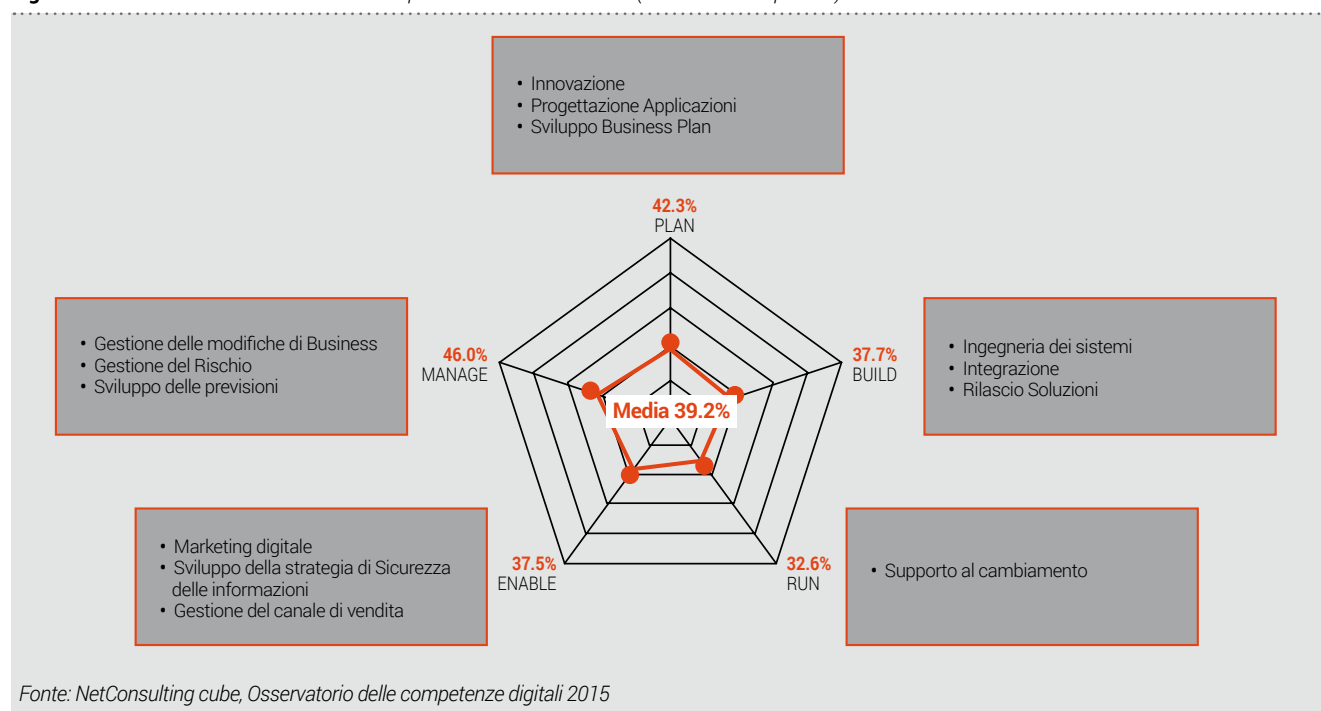 • Innovazione
• Progettazione Applicazioni
• Sviluppo Business Plan
42.3%
PLAN
• Gestione delle modifiche di Business
• Gestione del Rischio
• Sviluppo delle previsioni
46.0%
MANAGE
37.7%
BUILD
• Ingegneria dei sistemi
• Integrazione
• Rilascio Soluzioni
Media 39.2%
• Marketing digitale
• Sviluppo della strategia di Sicurezza
delle informazioni
• Gestione del canale di vendita
37.5%
ENABLE
32.6%
RUN
• Supporto al cambiamento
Fonte: NetConsulting cube, Osservatorio delle competenze digitali 2015